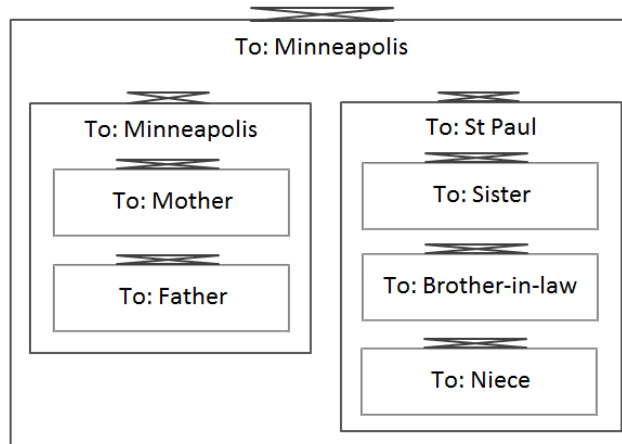 To: Minneapolis
To: Minneapolis
To: Mother
To: Father
To: St Paul
To: Sister
To: Brother-in-law
To: Niece